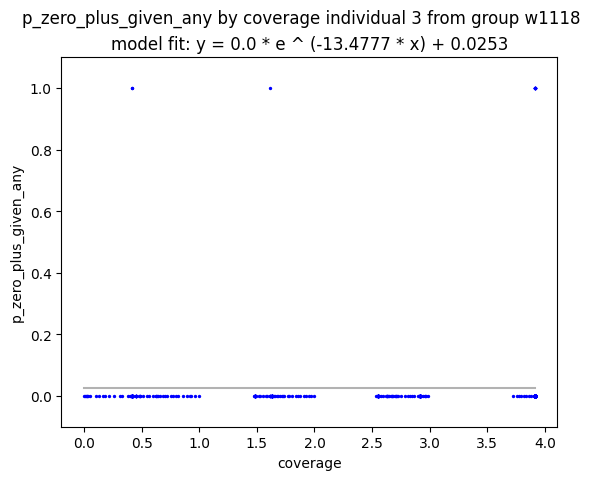 p_zero_plus_given_any by coverage individual 3 from group w1118
model fit: y = 0.0 * e ^ (-13.4777 * x) + 0.0253
1.0
0.8
0.6
0.4
0.2
0.0
p_zero_plus_given_any
0.0 0.5 1.0 1.5 2.0 2.5 3.0 3.5 4.0
coverage